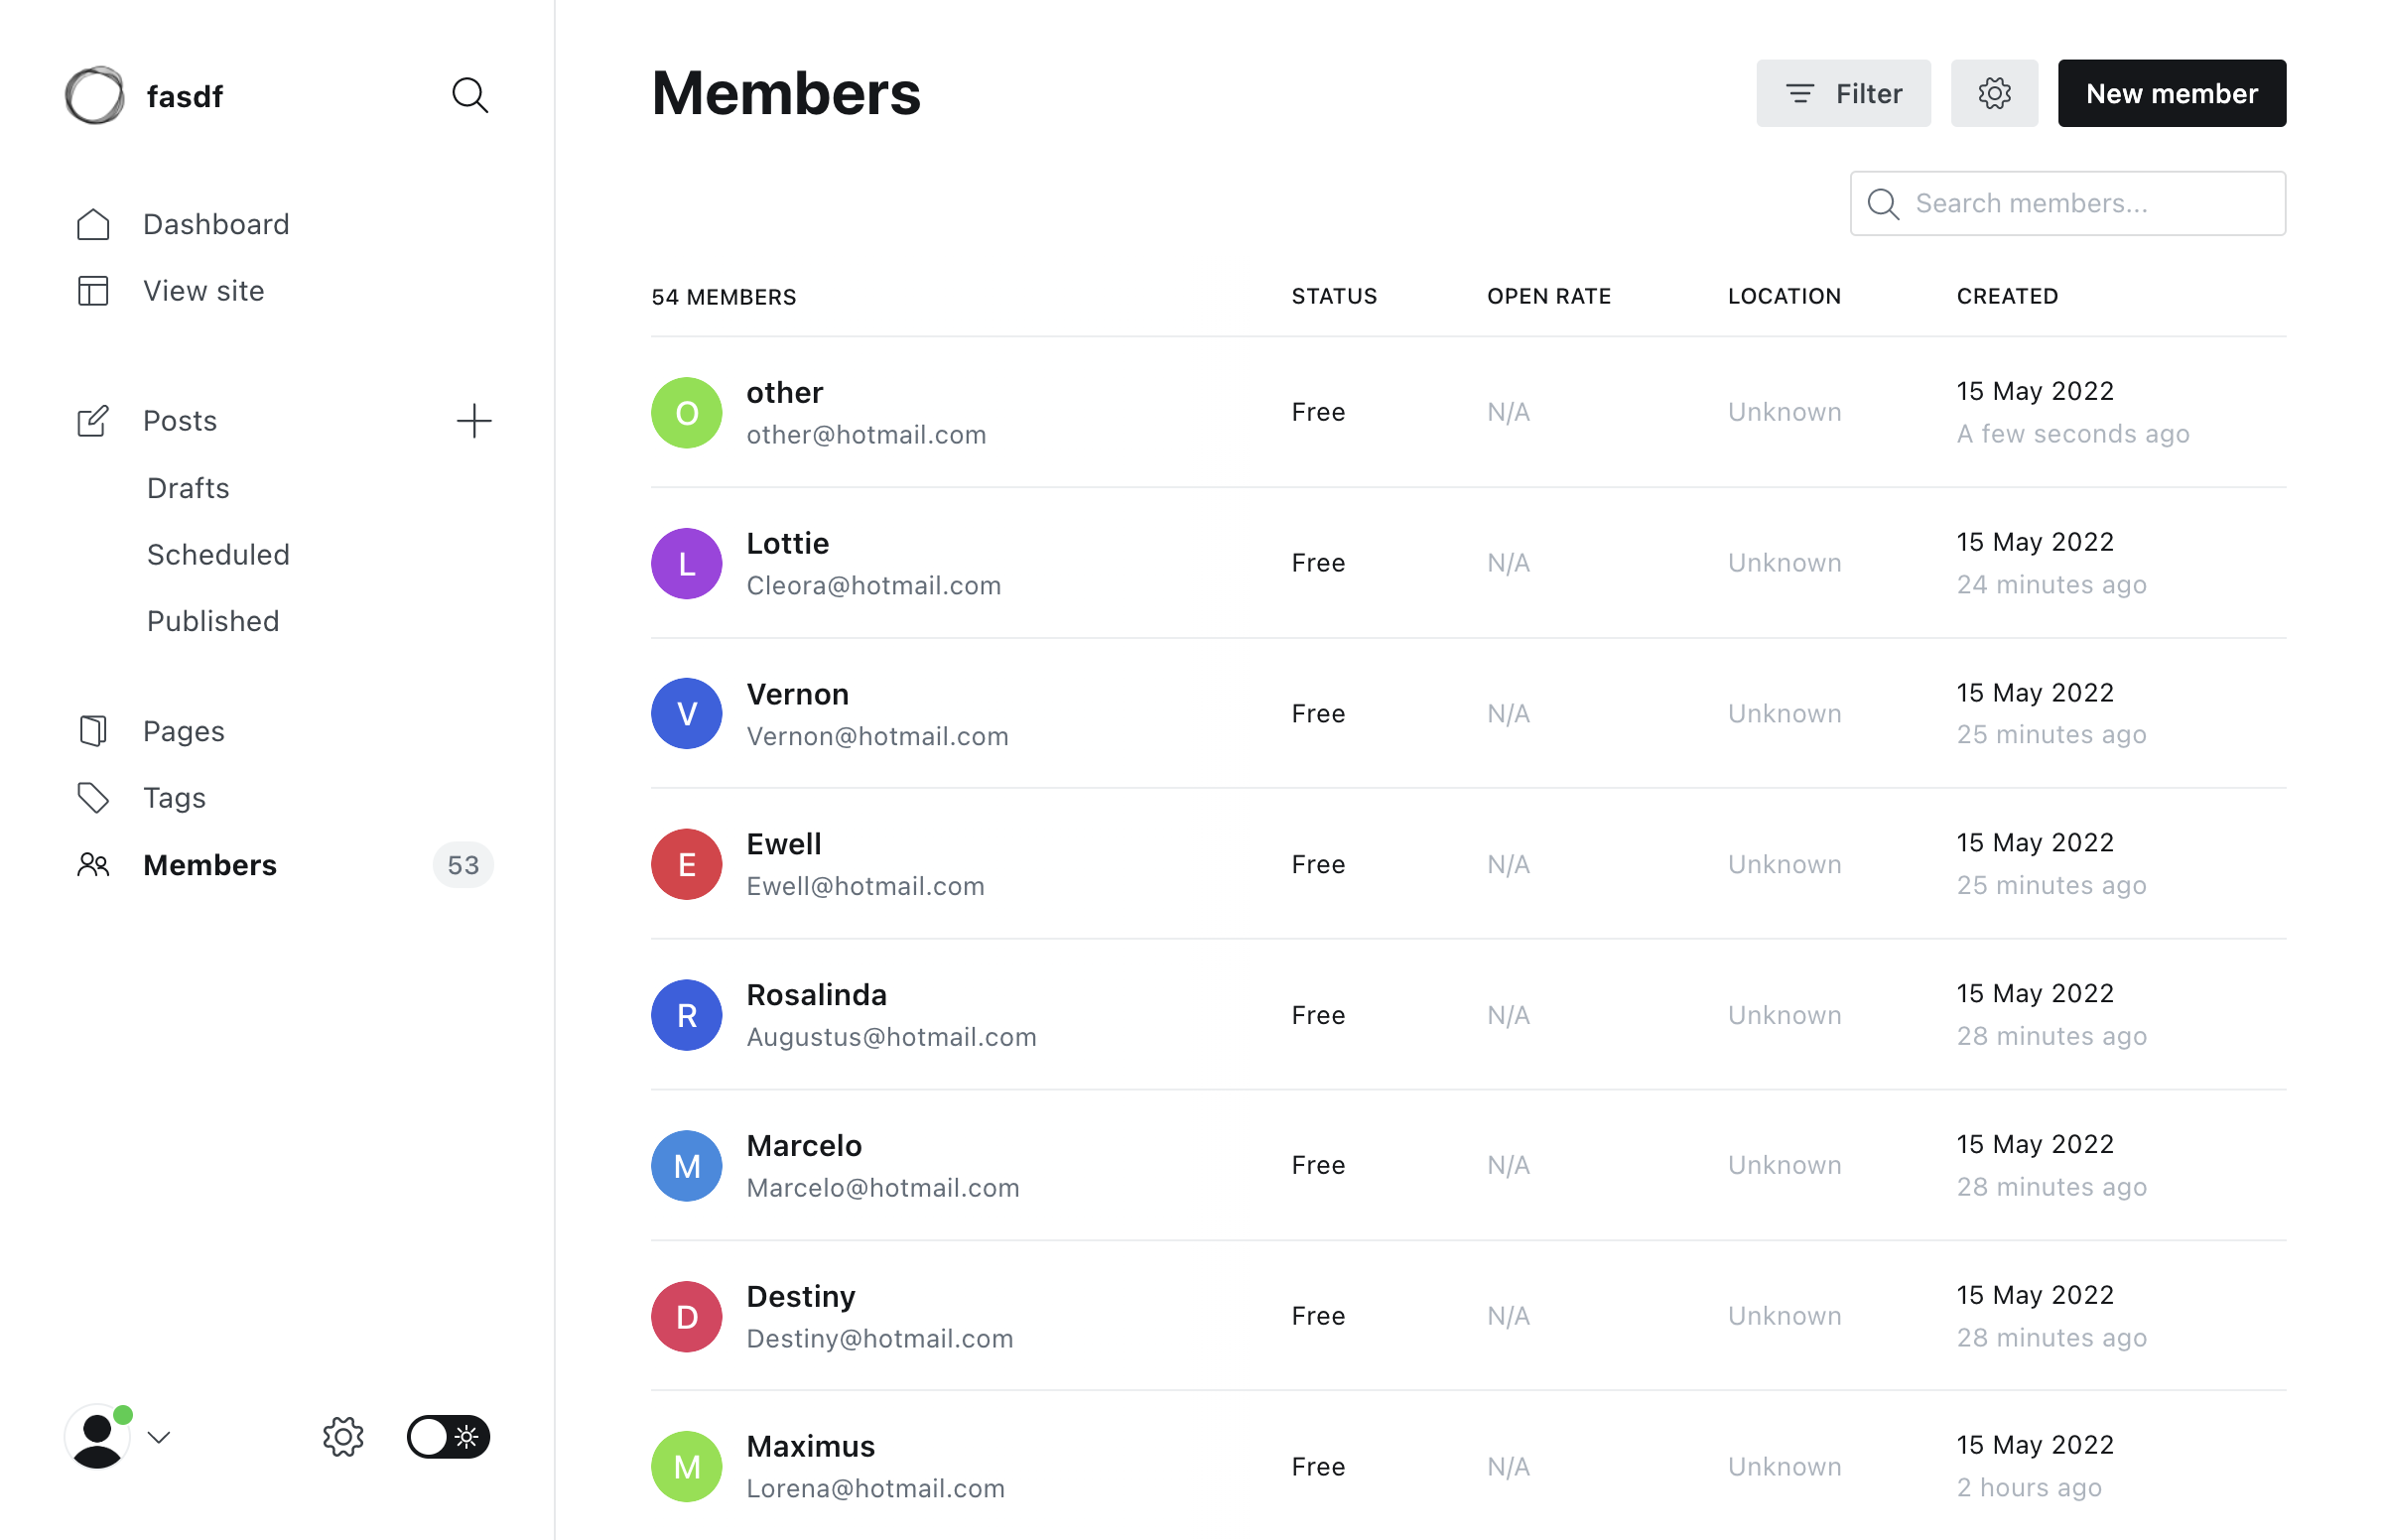 fasdf
Dashboard
View site
Posts
Drafts
Scheduled
Published
Pages
Tags
Members 53
Members
Filter
New member
Search members...
54 MEMBERS STATUS OPEN RATE LOCATION CREATED
O other Free N/A Unknown 15 May 2022
other@hotmail.com A few seconds ago
L Lottie Free N/A Unknown 15 May 2022
Cleora@hotmail.com 24 minutes ago
V Vernon Free N/A Unknown 15 May 2022
Vernon@hotmail.com 25 minutes ago
E Ewell Free N/A Unknown 15 May 2022
Ewell@hotmail.com 25 minutes ago
R Rosalinda Free N/A Unknown 15 May 2022
Augustus@hotmail.com 28 minutes ago
M Marcelo Free N/A Unknown 15 May 2022
Marcelo@hotmail.com 28 minutes ago
D Destiny Free N/A Unknown 15 May 2022
Destiny@hotmail.com 28 minutes ago
M Maximus Free N/A Unknown 15 May 2022
Lorena@hotmail.com 2 hours ago